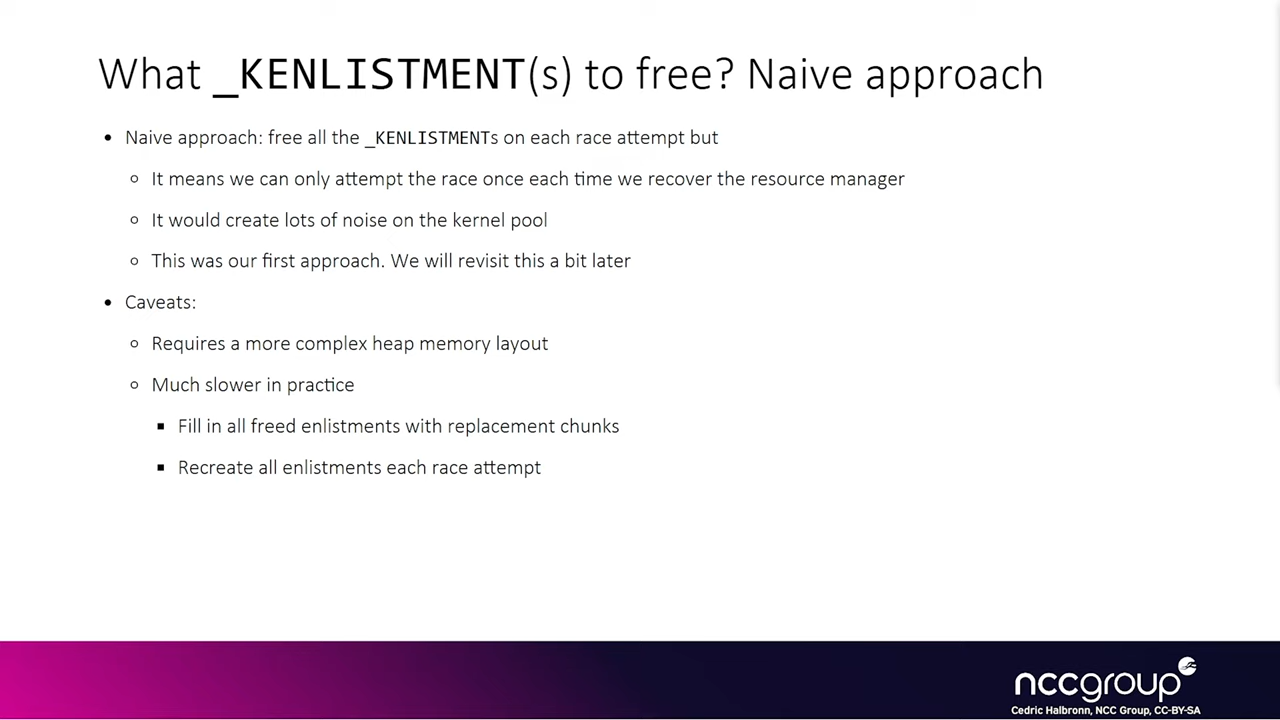 What _KENLISTMENT(s) to free? Naive approach
• Naive approach: free all the _KENLISTMENTs on each race attempt but
○ It means we can only attempt the race once each time we recover the resource manager
○ It would create lots of noise on the kernel pool
○ This was our first approach. We will revisit this a bit later
• Caveats:
○ Requires a more complex heap memory layout
○ Much slower in practice
▪ Fill in all freed enlistments with replacement chunks
▪ Recreate all enlistments each race attempt
nccgroup
Cedric Halbronn, NCC Group, CC-BY-SA